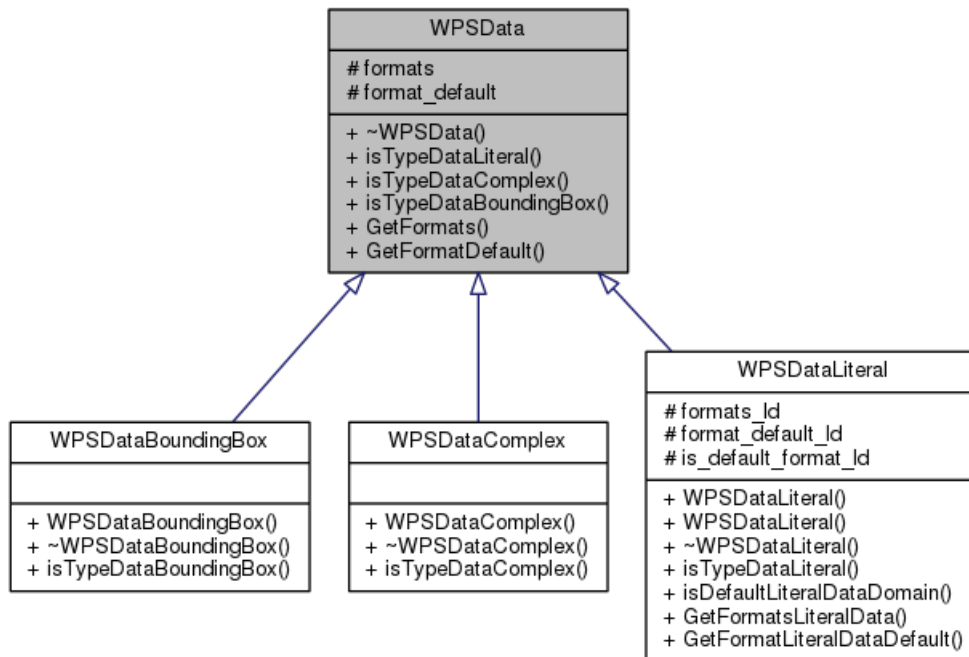 WPSData
# formats
# format_default
+ ~WPSData()
+ isTypeDataLiteral()
+ isTypeDataComplex()
+ isTypeDataBoundingBox()
+ GetFormats()
+ GetFormatDefault()
WPSDataBoundingBox
+ WPSDataBoundingBox()
+ ~WPSDataBoundingBox()
+ isTypeDataBoundingBox()
WPSDataComplex
+ WPSDataComplex()
+ ~WPSDataComplex()
+ isTypeDataComplex()
WPSDataLiteral
# formats_ld
# format_default_ld
# is_default_format_ld
+ WPSDataLiteral()
+ WPSDataLiteral()
+ ~WPSDataLiteral()
+ isTypeDataLiteral()
+ isDefaultLiteralDataDomain()
+ GetFormatsLiteralData()
+ GetFormatLiteralDataDefault()